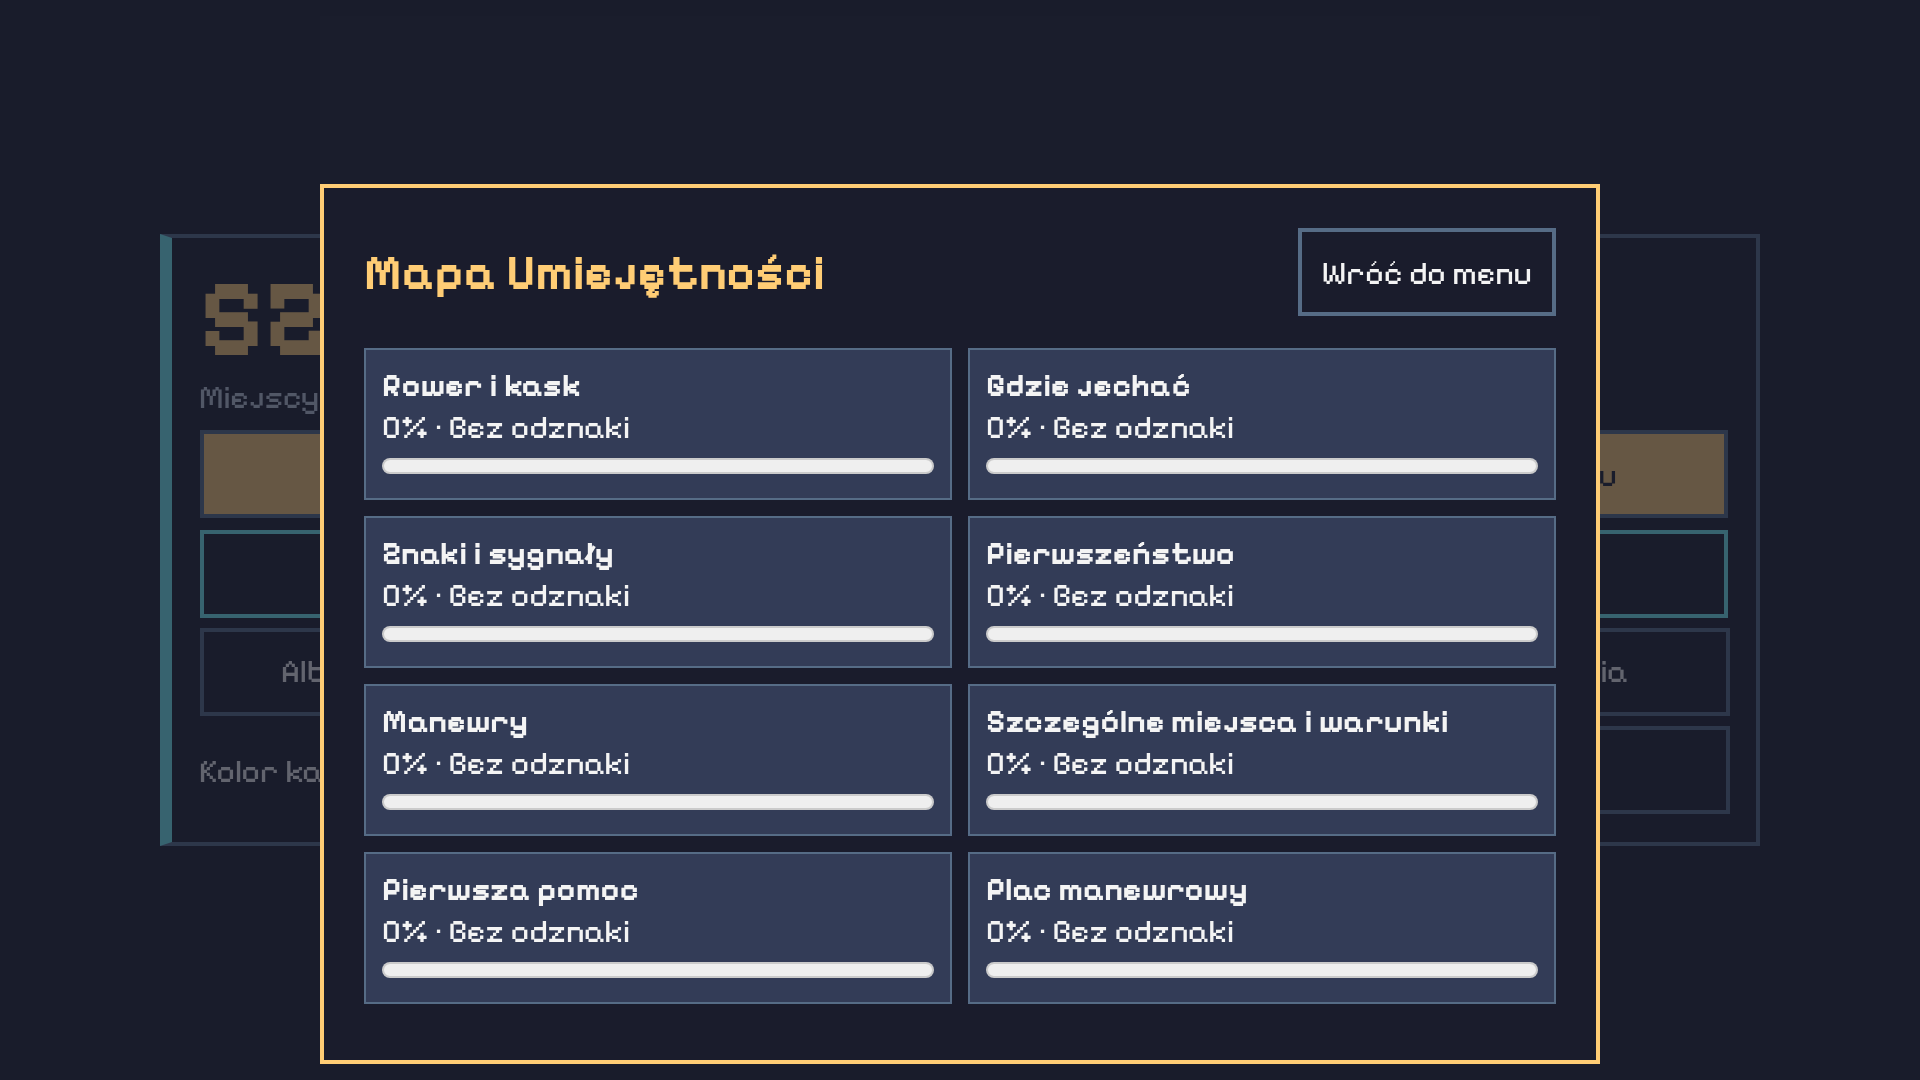 Mapa Umiejętności
Wróć do menu
Rower i kask
0% · Bez odznaki
Gdzie jechać
0% · Bez odznaki
Znaki i sygnały
0% · Bez odznaki
Pierwszeństwo
0% · Bez odznaki
Manewry
0% · Bez odznaki
Szczególne miejsca i warunki
0% · Bez odznaki
Pierwsza pomoc
0% · Bez odznaki
Plac manewrowy
0% · Bez odznaki
Kolor